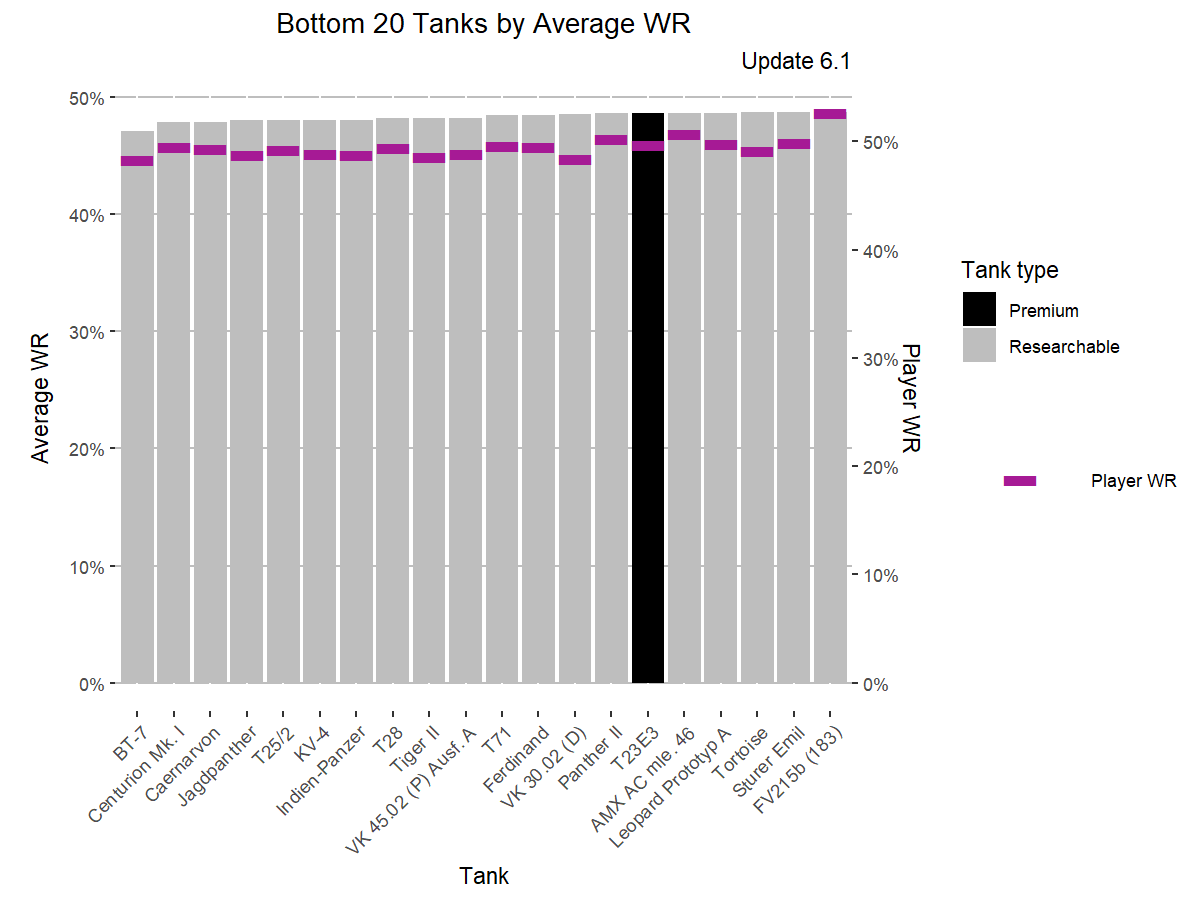 Bottom 20 Tanks by Average WR
Update 6.1
Average WR
50%
40%
30%
20%
10%
0%
50%
40%
30%
20%
10%
0%
Player WR
BT-7
Centurion Mk. I
Caernarvon
Jagdpanther
T25/2
KV-4
Indien-Panzer
T28
Tiger II
VK 45.02 (P) Ausf. A
T71
Ferdinand
VK 30.02 (D)
Panther II
T23E3
AMX AC mle. 46
Leopard Prototyp A
Tortoise
Sturer Emil
FV215b (183)
Tank
Tank type
Premium
Researchable
Player WR